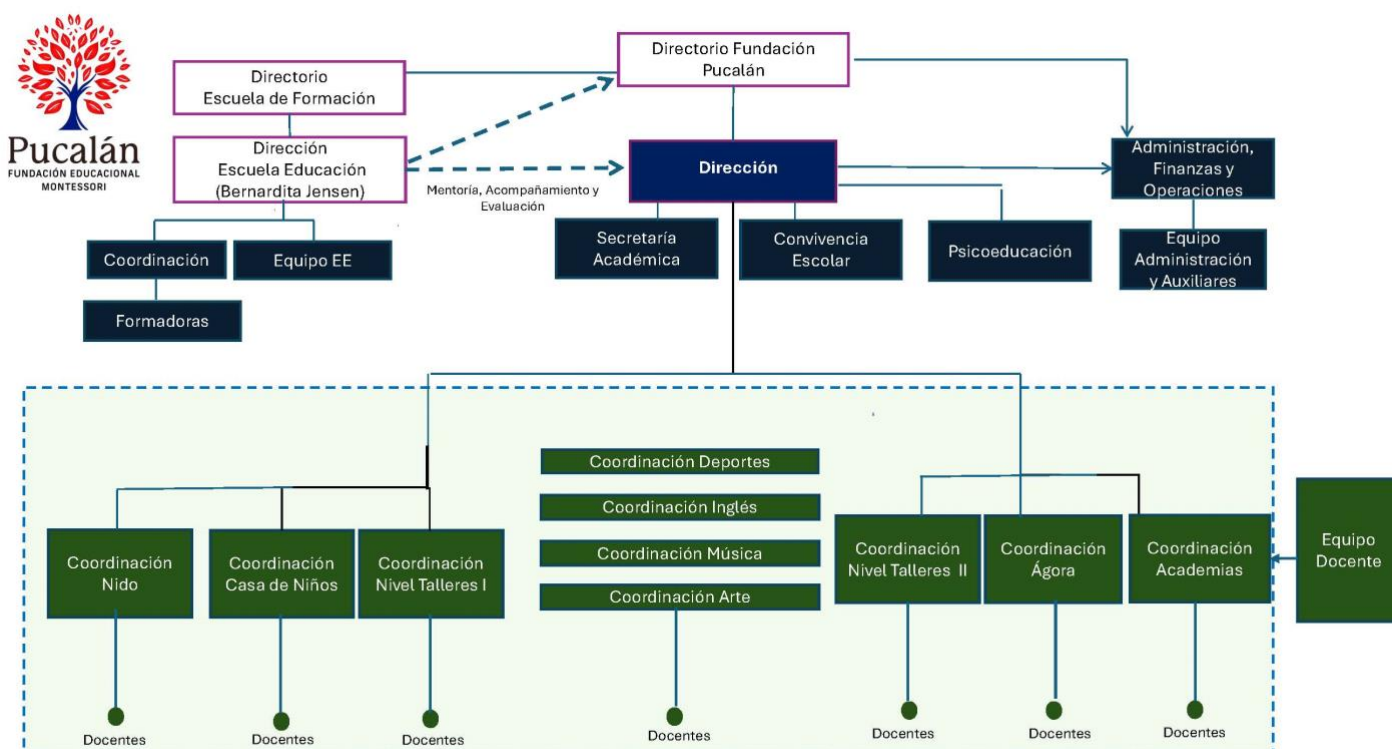 Pucalán
FUNDACIÓN EDUCACIONAL
MONTESSORI
Directorio
Escuela de Formación
Directorio Fundación
Pucalán
Dirección
Escuela Educación
(Bernardita Jensen)
Mentoría, Acompañamiento y
Evaluación
Dirección
Administración,
Finanzas y
Operaciones
Coordinación
Equipo EE
Formadoras
Secretaría
Académica
Convivencia
Escolar
Psicoeducación
Equipo
Administración
y Auxiliares
Coordinación Deportes
Coordinación Inglés
Coordinación Música
Coordinación Arte
Coordinación
Nido
Coordinación
Casa de Niños
Coordinación
Nivel Talleres I
Coordinación
Nivel Talleres II
Coordinación
Ágora
Coordinación
Academias
Equipo
Docente
Docentes
Docentes
Docentes
Docentes
Docentes
Docentes
Docentes